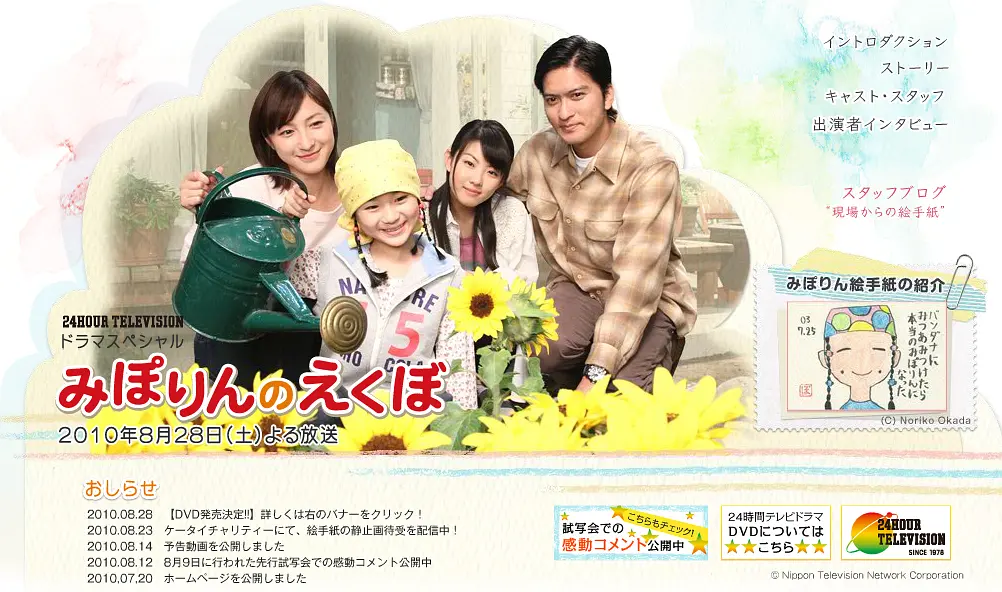 イントロダクション
ストーリー
キャスト・スタッフ
出演者インタビュー
スタッフブログ
“現場からの絵手紙”
みぽりん絵手紙の紹介
03
7.25
バンダナに
みつあみつけたら
本当のみぽりんに
なった
(C) Noriko Okada
5
24HOUR TELEVISION
ドラマスペシャル
みぽりんのえくぼ
2010年8月28日(土)よる放送
おしらせ
2010.08.28 【DVD発売決定!!】詳しくは右のバナーをクリック！
2010.08.23 ケータイチャリティーにて、絵手紙の静止画待受を配信中！
2010.08.14 予告動画を公開しました
2010.08.12 8月9日に行われた先行試写会での感動コメント公開中
2010.07.20 ホームページを公開しました
こちらもチェック!
試写会での
感動コメント公開中
24時間テレビドラマ
DVDについては
★★こちら★★
24HOUR
TELEVISION
SINCE 1978
© Nippon Television Network Corporation